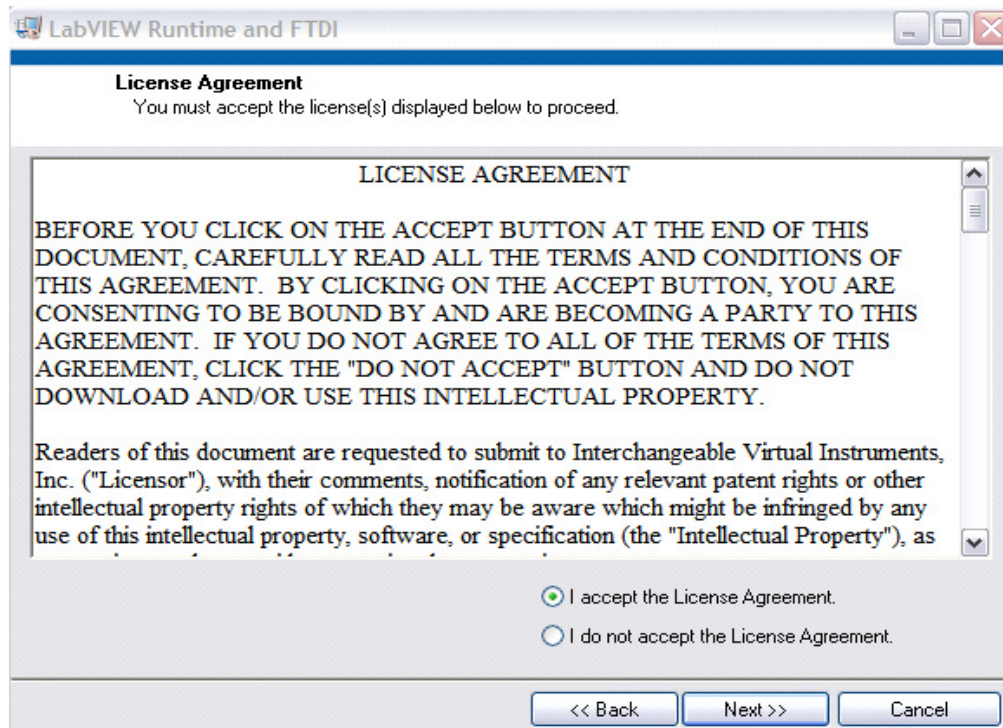 LabVIEW Runtime and FTDI
License Agreement
You must accept the license(s) displayed below to proceed.
LICENSE AGREEMENT
BEFORE YOU CLICK ON THE ACCEPT BUTTON AT THE END OF THIS
DOCUMENT, CAREFULLY READ ALL THE TERMS AND CONDITIONS OF
THIS AGREEMENT.  BY CLICKING ON THE ACCEPT BUTTON, YOU ARE
CONSENTING TO BE BOUND BY AND ARE BECOMING A PARTY TO THIS
AGREEMENT.  IF YOU DO NOT AGREE TO ALL OF THE TERMS OF THIS
AGREEMENT, CLICK THE "DO NOT ACCEPT" BUTTON AND DO NOT
DOWNLOAD AND/OR USE THIS INTELLECTUAL PROPERTY.
Readers of this document are requested to submit to Interchangeable Virtual Instruments,
Inc. ("Licensor"), with their comments, notification of any relevant patent rights or other
intellectual property rights of which they may be aware which might be infringed by any
use of this intellectual property, software, or specification (the "Intellectual Property"), as
I accept the License Agreement.
I do not accept the License Agreement.
<< Back
Next >>
Cancel